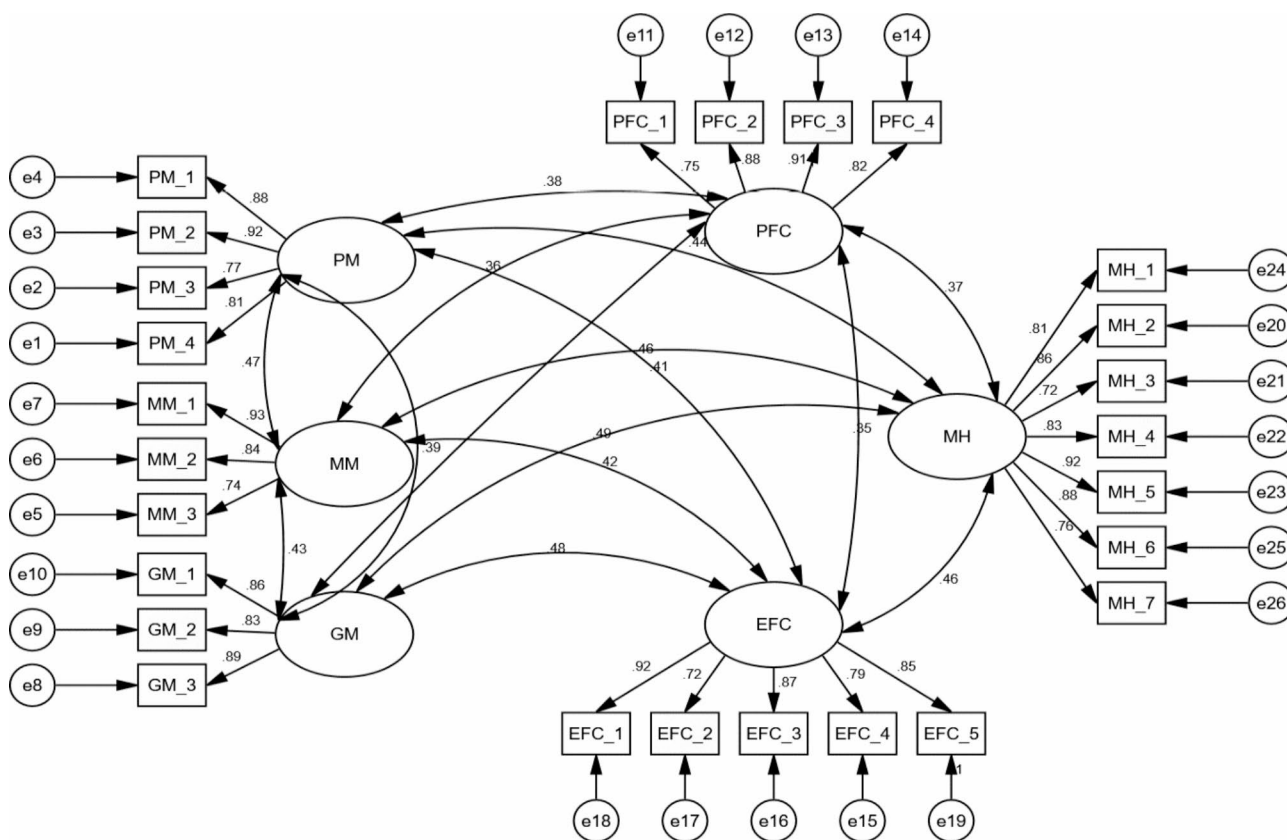 e11
e12
e13
e14
PFC_1
PFC_2
PFC_3
PFC_4
.75
.88
.91
.82
PFC
e4
PM_1
.88
e3
PM_2
.92
e2
PM_3
.77
e1
PM_4
.81
PM
.38
.44
.36
.37
.47
.46
.41
.35
e7
MM_1
.93
e6
MM_2
.84
e5
MM_3
.74
MM
.39
.49
.42
.43
e10
GM_1
.86
e9
GM_2
.83
e8
GM_3
.89
GM
.48
.46
MH
.81
MH_1
e24
.86
MH_2
e20
.72
MH_3
e21
.83
MH_4
e22
.92
MH_5
e23
.88
MH_6
e25
.76
MH_7
e26
EFC
.92
.72
.87
.79
.85
EFC_1
EFC_2
EFC_3
EFC_4
EFC_5
1
e18
e17
e16
e15
e19